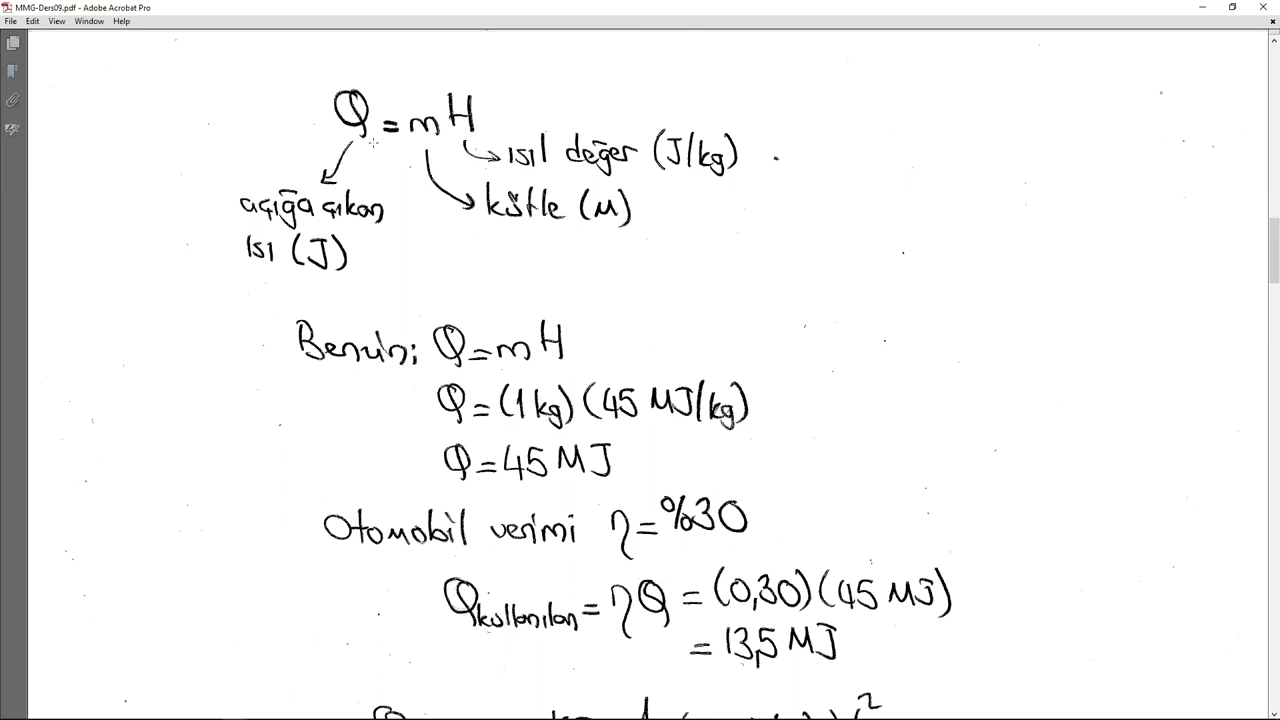 MMG-Ders09.pdf - Adobe Acrobat Pro
File Edit View Window Help
Q = mH
ısıl değer (J/kg)
kütle (M)
açığa çıkan
ısı (J)
Benzin; Q = mH
Q = (1 kg) (45 MJ/kg)
Q = 45 MJ
Otomobil verimi η = %30
Qkullanılan = ηQ = (0,30) (45 MJ)
= 13,5 MJ